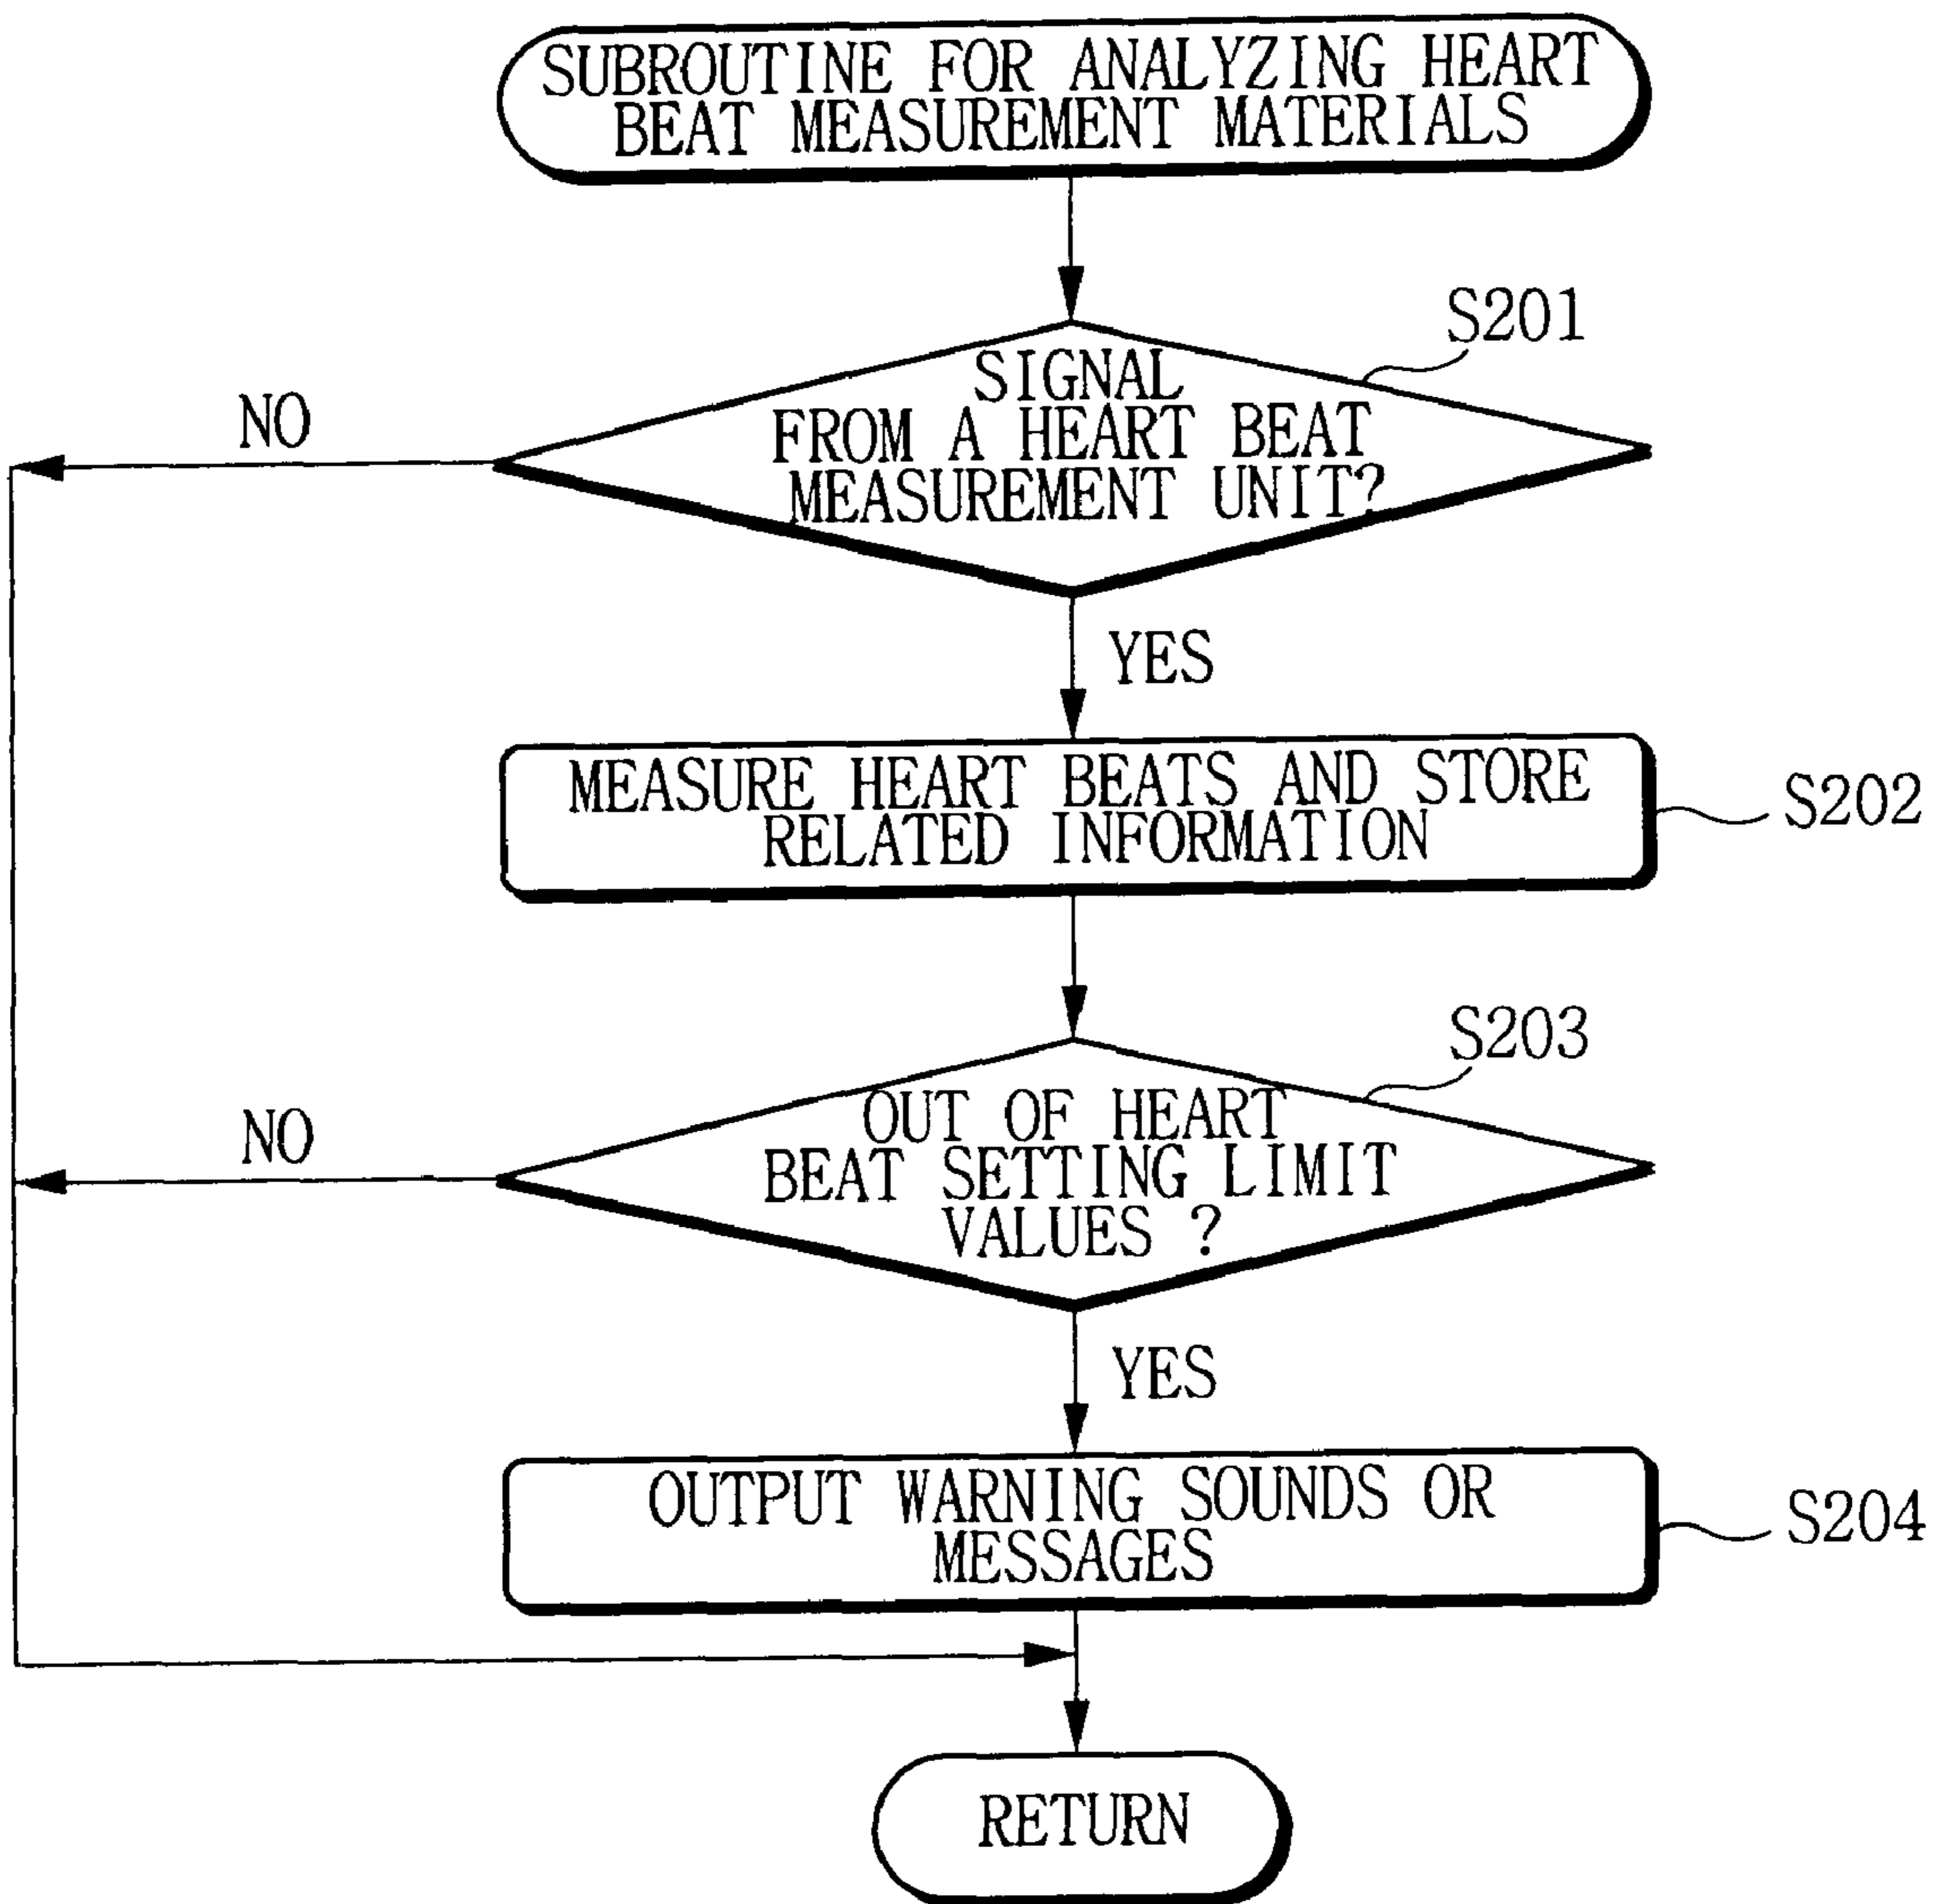 SUBROUTINE FOR ANALYZING HEART
BEAT MEASUREMENT MATERIALS
S201
SIGNAL
FROM A HEART BEAT
MEASUREMENT UNIT?
NO
YES
MEASURE HEART BEATS AND STORE
RELATED INFORMATION
S202
S203
OUT OF HEART
BEAT SETTING LIMIT
VALUES ?
NO
YES
OUTPUT WARNING SOUNDS OR
MESSAGES
S204
RETURN